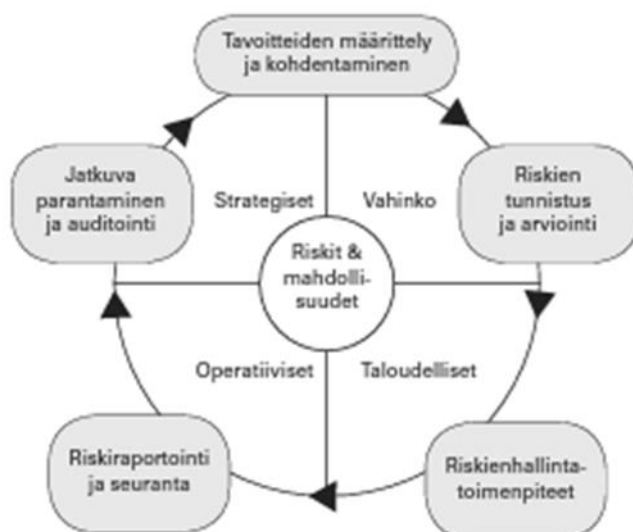 Tavoitteiden määrittely
ja kohdentaminen
Jatkuva
parantaminen
ja auditointi
Strategiset
Vahinko
Riskien
tunnistus
ja arviointi
Riskit &
mahdolli-
suudet
Operatiiviset
Taloudelliset
Riskiraportointi
ja seuranta
Riskienhallinta-
toimenpiteet